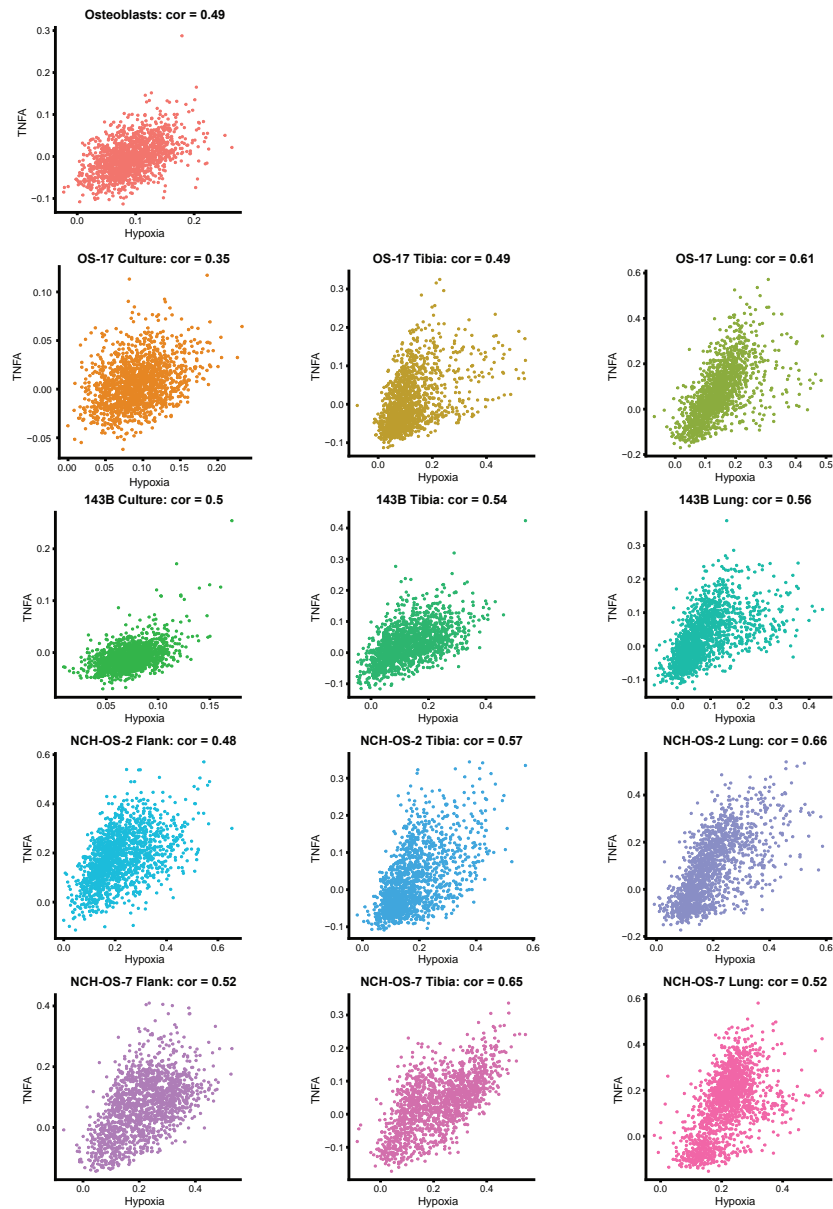 Osteoblasts: cor = 0.49
TNFA
0.3
0.2
0.1
0.0
−0.1
0.0 0.1 0.2
Hypoxia
OS-17 Culture: cor = 0.35
TNFA
0.10
0.05
0.00
−0.05
0.00 0.05 0.10 0.15 0.20
Hypoxia
OS-17 Tibia: cor = 0.49
TNFA
0.3
0.2
0.1
0.0
−0.1
0.0 0.2 0.4
Hypoxia
OS-17 Lung: cor = 0.61
TNFA
0.6
0.4
0.2
0.0
−0.2
0.0 0.1 0.2 0.3 0.4 0.5
Hypoxia
143B Culture: cor = 0.5
TNFA
0.2
0.1
0.0
0.00 0.05 0.10 0.15
Hypoxia
143B Tibia: cor = 0.54
TNFA
0.4
0.3
0.2
0.1
0.0
−0.1
0.0 0.2 0.4
Hypoxia
143B Lung: cor = 0.56
TNFA
0.3
0.2
0.1
0.0
−0.1
0.0 0.1 0.2 0.3 0.4
Hypoxia
NCH-OS-2 Flank: cor = 0.48
TNFA
0.6
0.4
0.2
0.0
0.0 0.2 0.4 0.6
Hypoxia
NCH-OS-2 Tibia: cor = 0.57
TNFA
0.3
0.2
0.1
0.0
−0.1
0.0 0.2 0.4 0.6
Hypoxia
NCH-OS-2 Lung: cor = 0.66
TNFA
0.4
0.2
0.0
−0.2
0.0 0.2 0.4 0.6
Hypoxia
NCH-OS-7 Flank: cor = 0.52
TNFA
0.4
0.2
0.0
0.0 0.2 0.4
Hypoxia
NCH-OS-7 Tibia: cor = 0.65
TNFA
0.3
0.2
0.1
0.0
−0.1
0.0 0.2 0.4
Hypoxia
NCH-OS-7 Lung: cor = 0.52
TNFA
0.6
0.4
0.2
0.0
0.0 0.2 0.4
Hypoxia